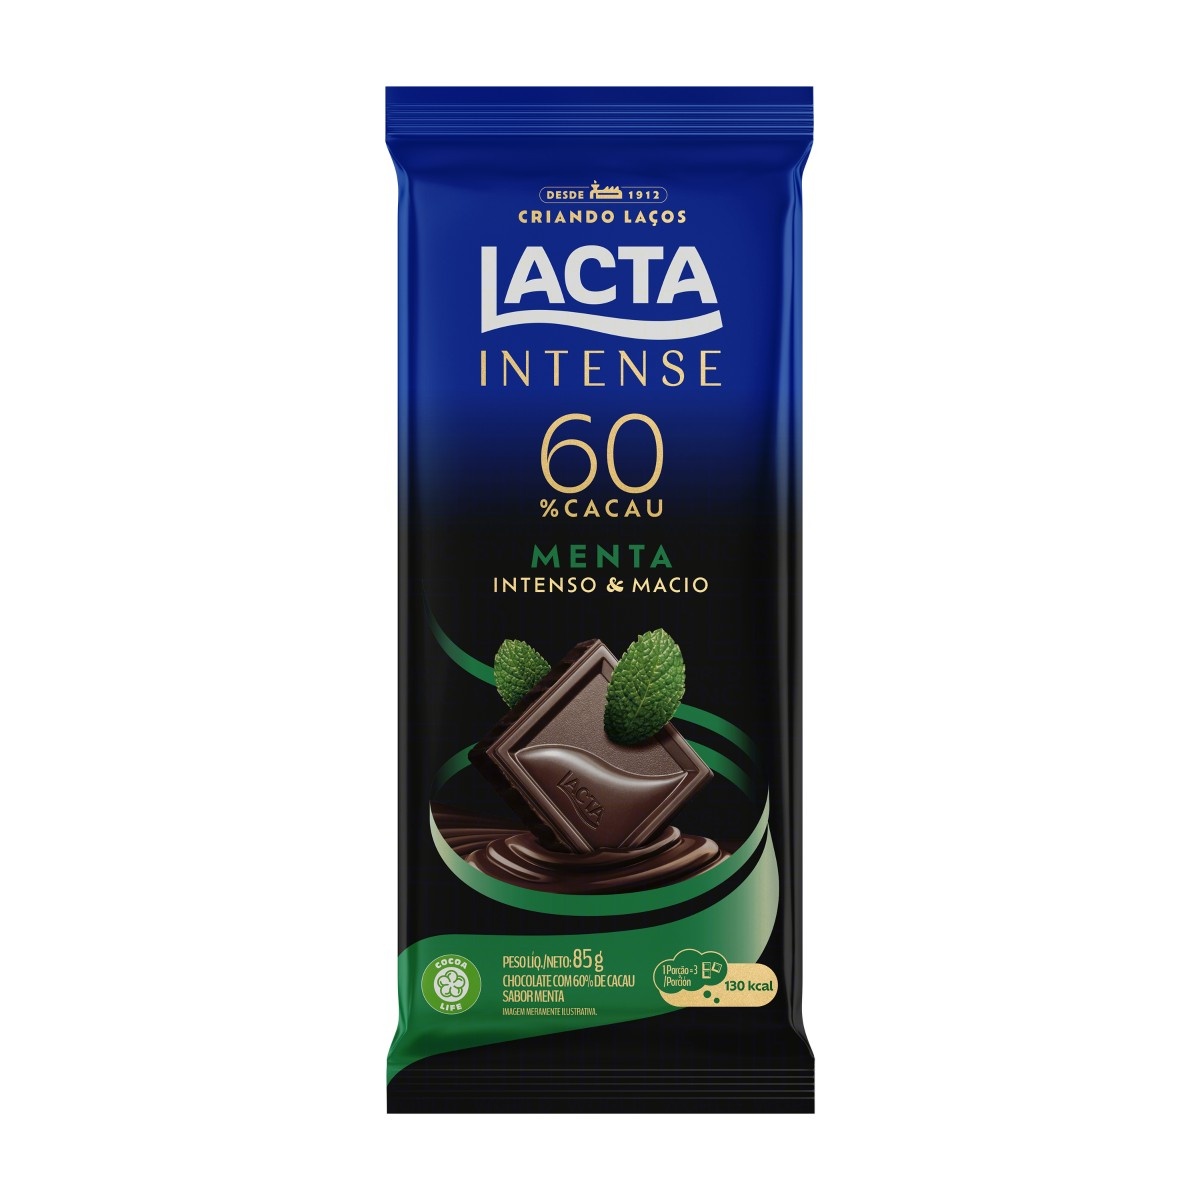 DESDE 1912
CRIANDO LAÇOS
LACTA
INTENSE
60
%CACAU
MENTA
INTENSO & MACIO
LACTA
COCOA
LIFE
PESO LÍQ./NETO: 85 g
CHOCOLATE COM 60% DE CACAU
SABOR MENTA
IMAGEM MERAMENTE ILUSTRATIVA.
1 Porção = 3
/Porción
130 kcal